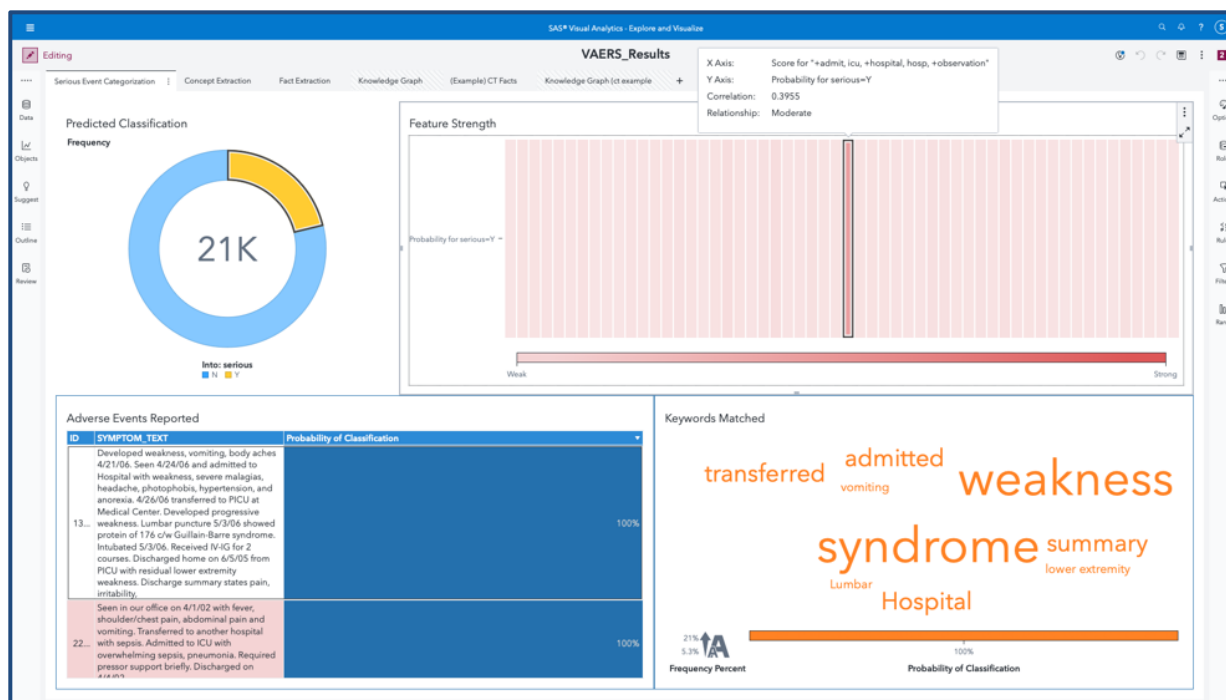 SAS® Visual Analytics - Explore and Visualize
Editing
VAERS_Results
Serious Event Categorization
Concept Extraction
Fact Extraction
Knowledge Graph
(Example) CT Facts
Knowledge Graph (ct example
+
Data
Objects
Suggest
Outline
Review
X Axis: Score for "+admit, icu, +hospital, hosp, +observation"
Y Axis: Probability for serious=Y
Correlation: 0.3955
Relationship: Moderate
Predicted Classification
Frequency
21K
Into: serious
N Y
Feature Strength
Probability for serious=Y
Weak
Strong
Adverse Events Reported
ID SYMPTOM_TEXT Probability of Classification
Developed weakness, vomiting, body aches
4/21/06. Seen 4/24/06 and admitted to
Hospital with weakness, severe malagias,
headache, photophobis, hypertension, and
anorexia. 4/26/06 transferred to PICU at
Medical Center. Developed progressive
13... weakness. Lumbar puncture 5/3/06 showed 100%
protein of 176 c/w Guillain-Barre syndrome.
Intubated 5/3/06. Received IV-IG for 2
courses. Discharged home on 6/5/05 from
PICU with residual lower extremity
weakness. Discharge summary states pain,
irritability,
Seen in our office on 4/1/02 with fever,
shoulder/chest pain, abdominal pain and
vomiting. Transferred to another hospital
22... with sepsis. Admitted to ICU with 100%
overwhelming sepsis, pneumonia. Required
pressor support briefly. Discharged on
Keywords Matched
transferred
admitted
vomiting
weakness
syndrome
summary
lower extremity
Lumbar
Hospital
21%
5.3%
Frequency Percent
100%
Probability of Classification